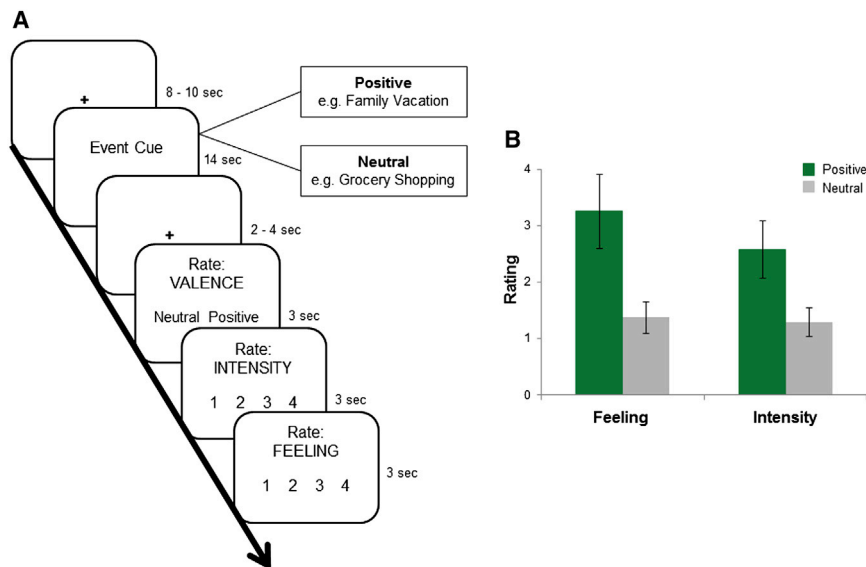 A
+
8 - 10 sec
Event Cue
14 sec
Positive
e.g. Family Vacation
Neutral
e.g. Grocery Shopping
+
2 - 4 sec
Rate:
VALENCE
Neutral Positive
3 sec
Rate:
INTENSITY
1 2 3 4
3 sec
Rate:
FEELING
1 2 3 4
3 sec
B
Positive
Neutral
Rating
4
3
2
1
0
Feeling Intensity